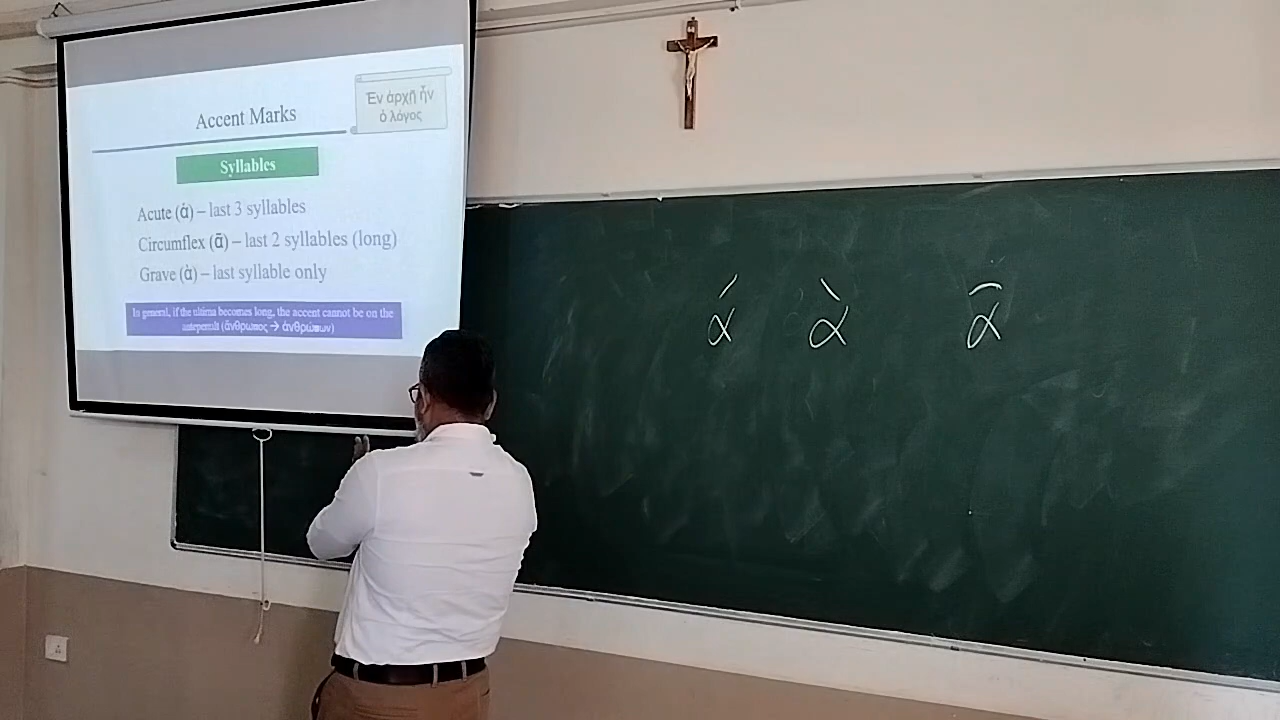 Accent Marks
Ἐν ἀρχῇ ἦν
ὁ λόγος
Syllables
Acute (ά) – last 3 syllables
Circumflex (ᾶ) – last 2 syllables (long)
Grave (ὰ) – last syllable only
In general, if the ultima becomes long, the accent cannot be on the
antepenult (ἄνθρωπος → ἀνθρώπων)
ά ὰ ᾶ